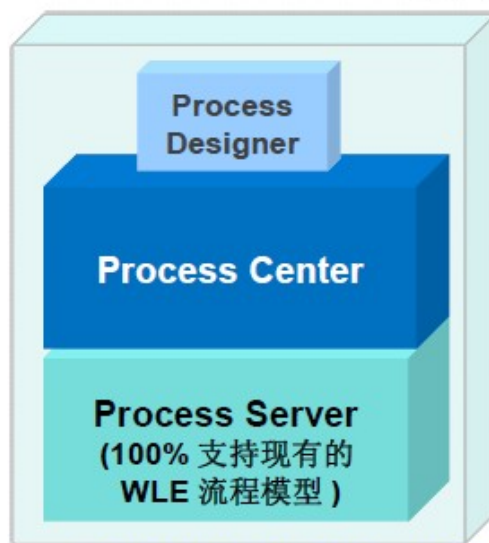 Process
Designer
Process Center
Process Server
(100% 支持现有的
WLE 流程模型 )